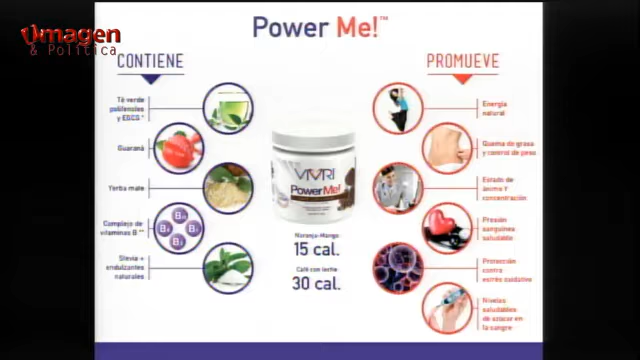 Imagen
& Política
Power Me!™
CONTIENE
PROMUEVE
Té verde
polifenoles
y EGCG *
Guaraná
Yerba mate
Complejo de
vitaminas B **
Stevia +
endulzantes
naturales
VIVRI
Power Me!
Naranja-Mango
15 cal.
Café con leche
30 cal.
Energía
natural
Quema de grasa
y control de peso
Estado de
ánimo Y
concentración
Presión
sanguínea
saludable
Protección
contra
estrés oxidativo
Niveles
saludables
de azúcar en
la sangre